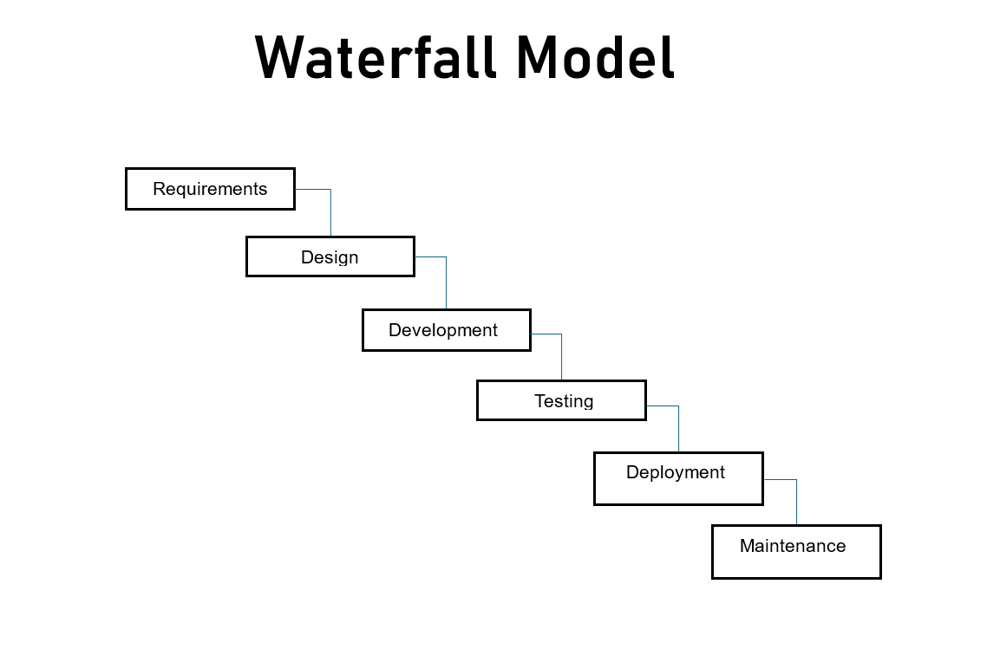 Waterfall Model
Requirements
Design
Development
Testing
Deployment
Maintenance